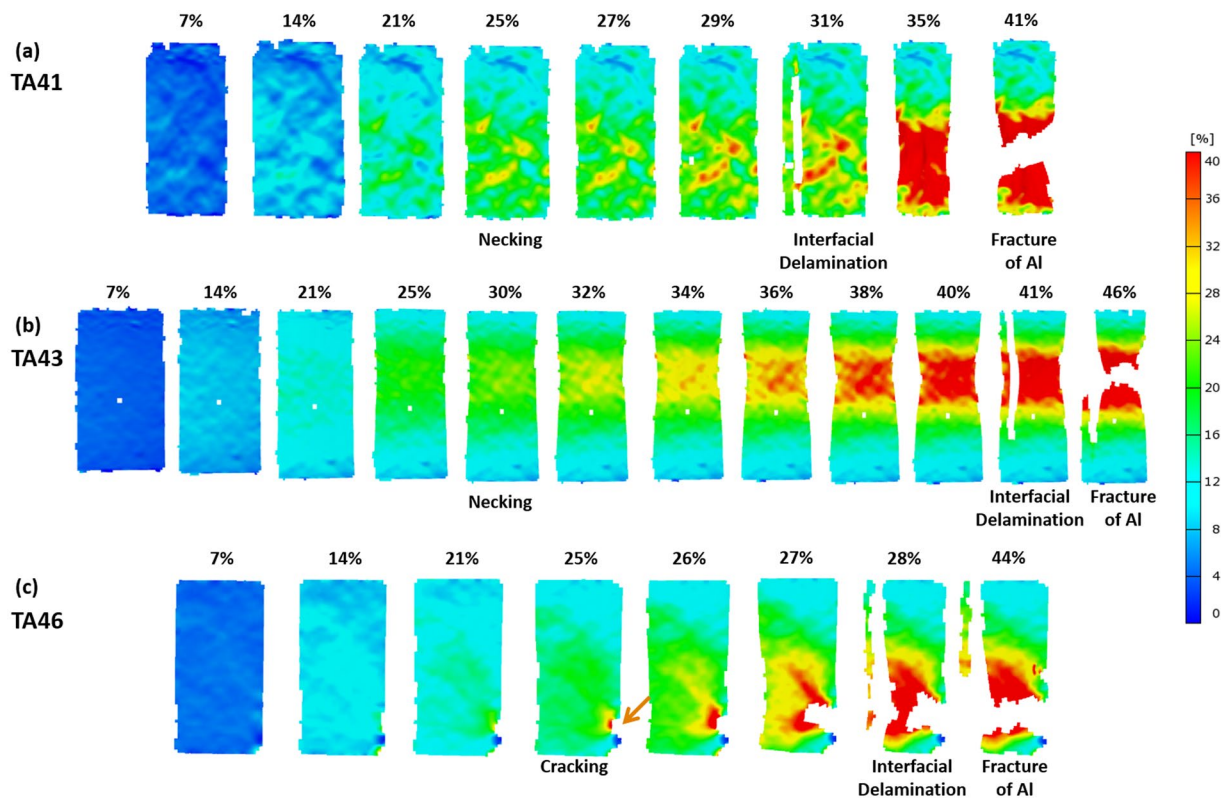 7% 14% 21% 25% 27% 29% 31% 35% 41%
(a)
TA41
Necking
Interfacial
Delamination
Fracture
of Al
[%]
40
36
32
28
24
20
16
12
8
4
0
7% 14% 21% 25% 30% 32% 34% 36% 38% 40% 41% 46%
(b)
TA43
Necking
Interfacial
Delamination
Fracture
of Al
7% 14% 21% 25% 26% 27% 28% 44%
(c)
TA46
Cracking
Interfacial
Delamination
Fracture
of Al